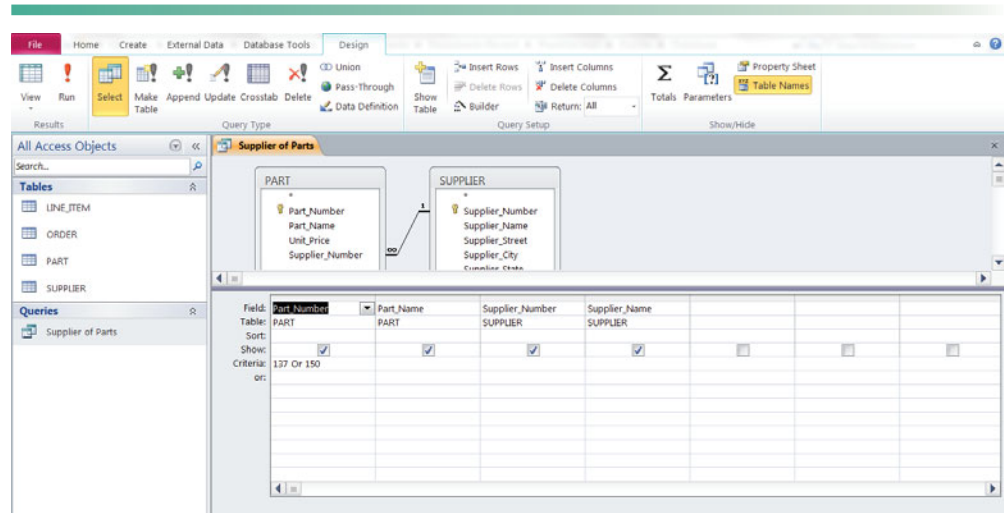 File Home Create External Data Database Tools Design
Union Insert Rows Insert Columns Property Sheet
Pass-Through Delete Rows Delete Columns Table Names
View Run Select Make Table Append Update Crosstab Delete Data Definition Show Table Builder Return: All Totals Parameters
Results Query Type Query Setup Show/Hide
All Access Objects
Supplier of Parts
Search...
Tables
LINE_ITEM
ORDER
PART
SUPPLIER
Queries
Supplier of Parts
PART
*
Part_Number
Part_Name
Unit_Price
Supplier_Number
∞
1
SUPPLIER
*
Supplier_Number
Supplier_Name
Supplier_Street
Supplier_City
Supplier_State
Field: Part_Number Part_Name Supplier_Number Supplier_Name
Table: PART PART SUPPLIER SUPPLIER
Sort:
Show:
Criteria: 137 Or 150
or: